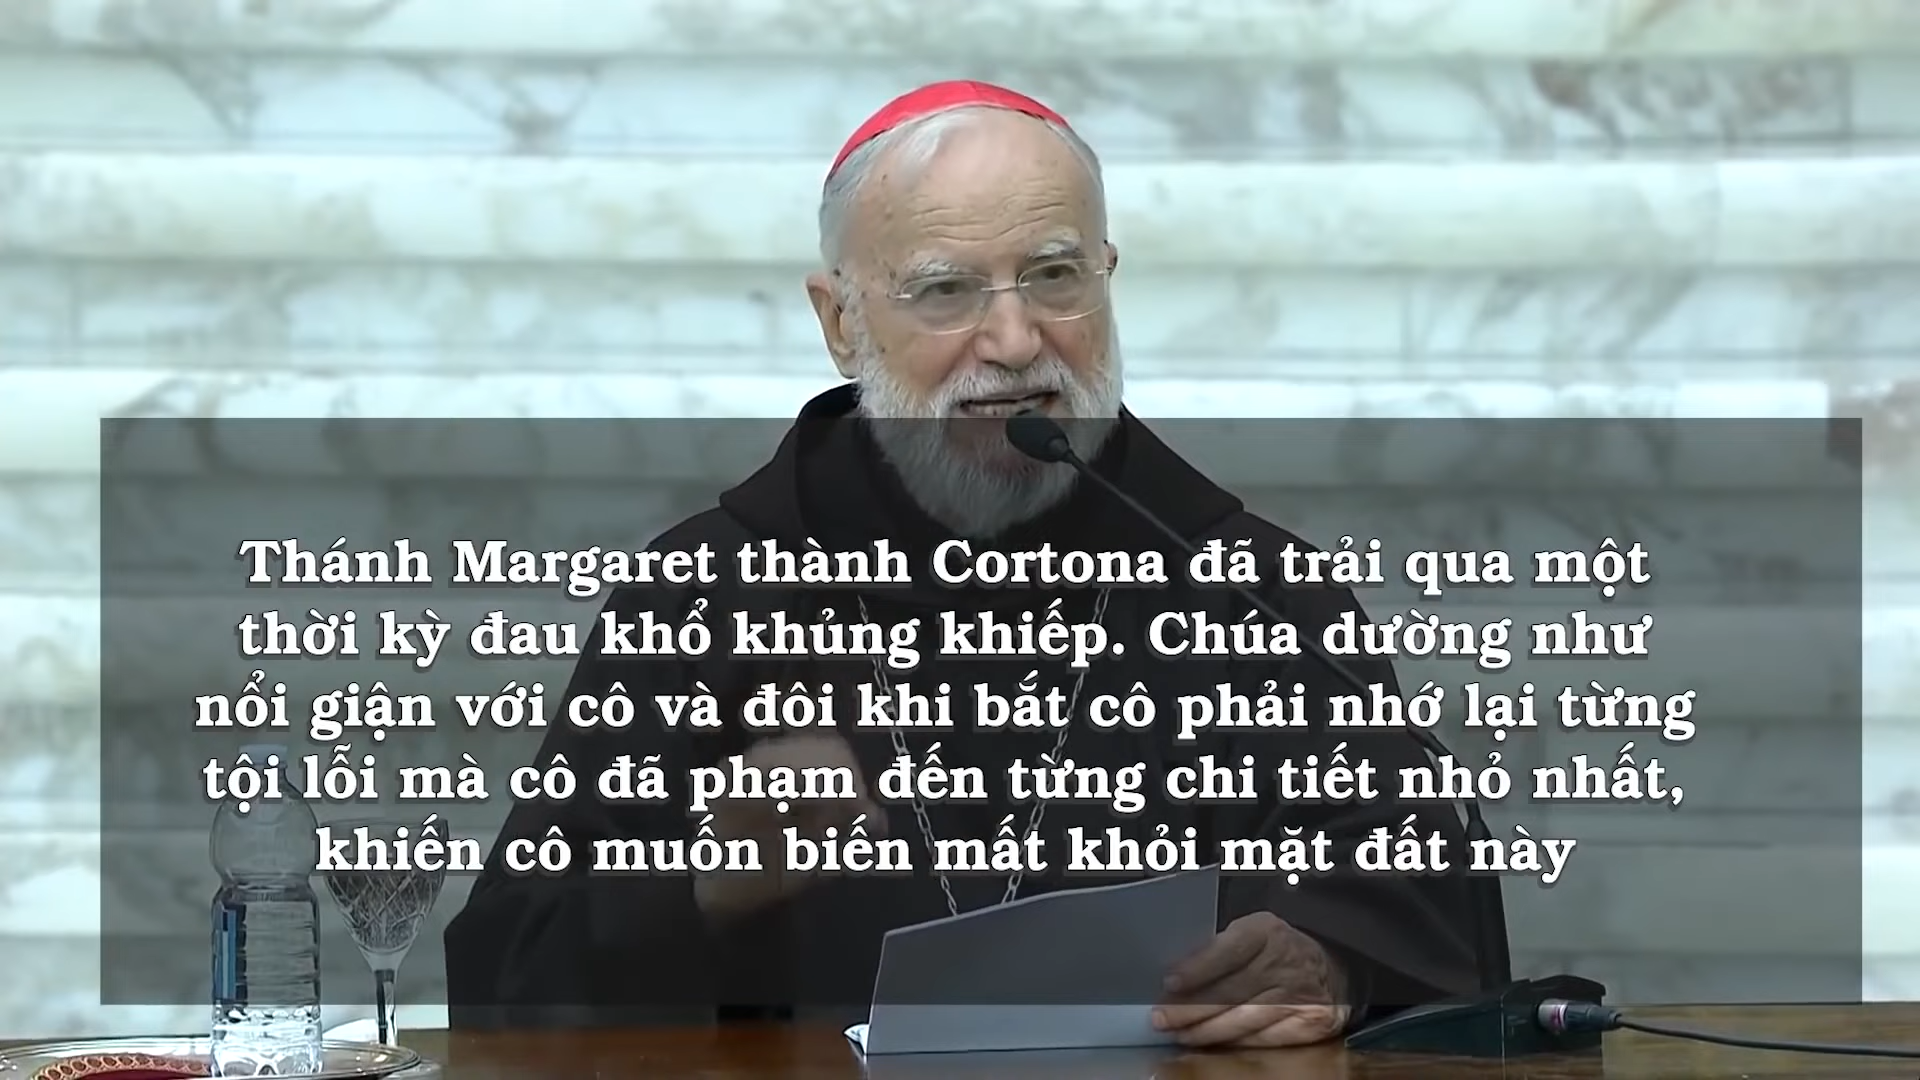 Thánh Margaret thành Cortona đã trải qua một
thời kỳ đau khổ khủng khiếp. Chúa dường như
nổi giận với cô và đôi khi bắt cô phải nhớ lại từng
tội lỗi mà cô đã phạm đến từng chi tiết nhỏ nhất,
khiến cô muốn biến mất khỏi mặt đất này